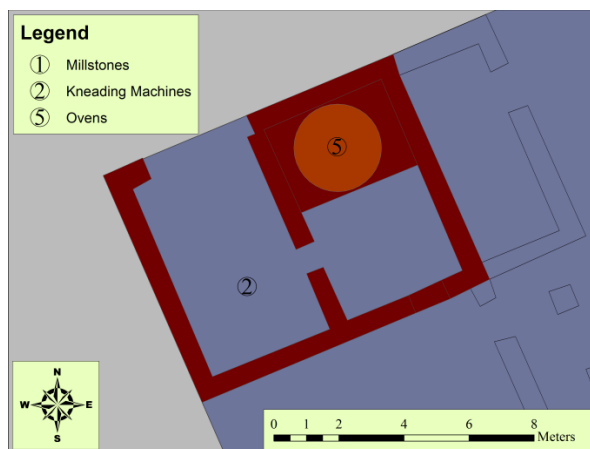 Legend
① Millstones
② Kneading Machines
⑤ Ovens
⑤
②
N
W E
S
0 1 2 4 6 8
Meters